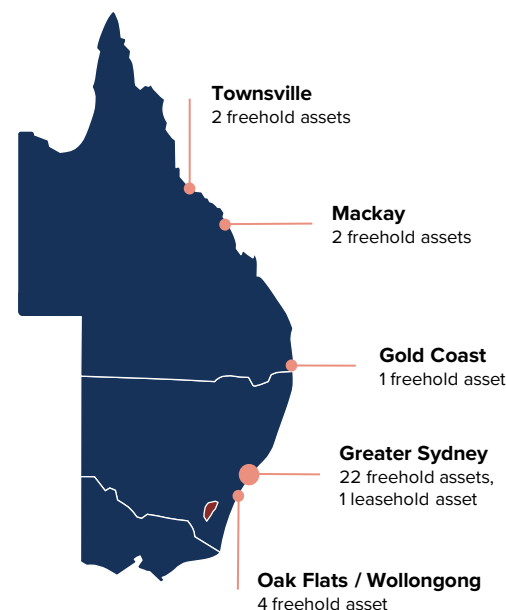 Townsville
2 freehold assets
Mackay
2 freehold assets
Gold Coast
1 freehold asset
Greater Sydney
22 freehold assets,
1 leasehold asset
Oak Flats / Wollongong
4 freehold asset